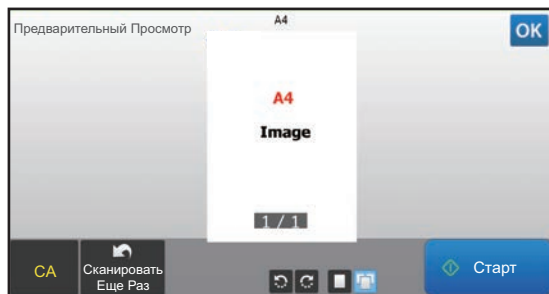 Предварительный Просмотр
A4
OK
A4
Image
1 / 1
CA
Сканировать
Еще Раз
Старт